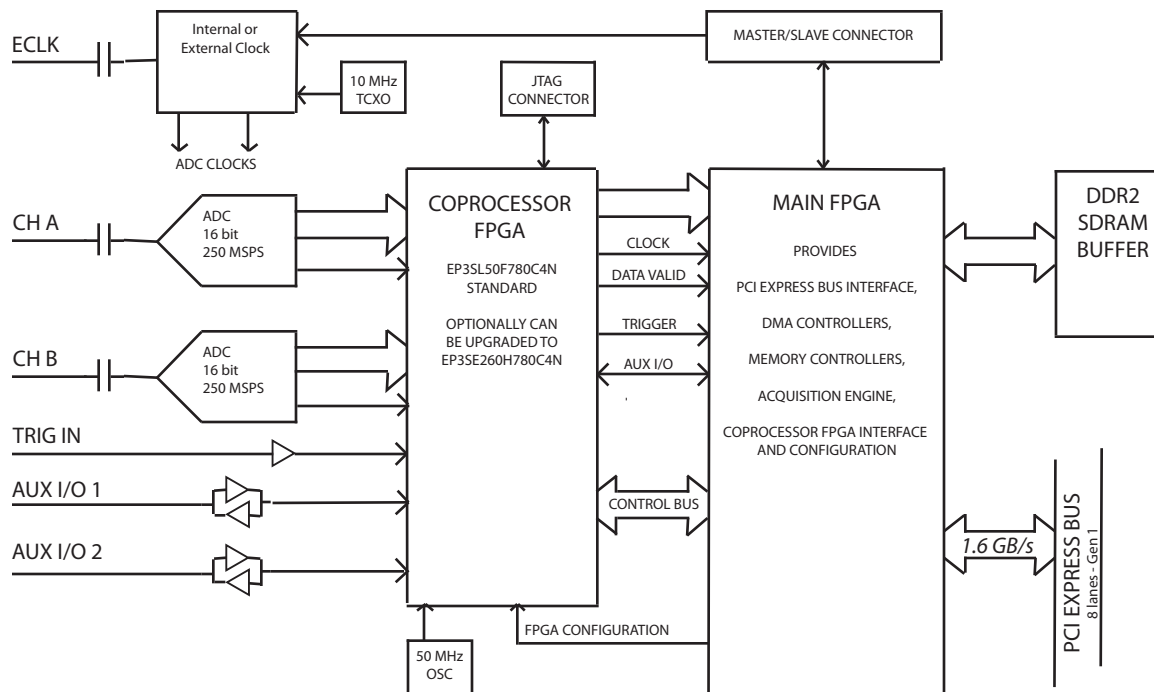 ECLK
Internal or
External Clock
MASTER/SLAVE CONNECTOR
10 MHz
TCXO
JTAG
CONNECTOR
ADC CLOCKS
CH A
ADC
16 bit
250 MSPS
COPROCESSOR
FPGA
EP3SL50F780C4N
STANDARD
OPTIONALLY CAN
BE UPGRADED TO
EP3SE260H780C4N
CLOCK
DATA VALID
TRIGGER
AUX I/O
CONTROL BUS
MAIN FPGA
PROVIDES
PCI EXPRESS BUS INTERFACE,
DMA CONTROLLERS,
MEMORY CONTROLLERS,
ACQUISITION ENGINE,
COPROCESSOR FPGA INTERFACE
AND CONFIGURATION
DDR2
SDRAM
BUFFER
CH B
ADC
16 bit
250 MSPS
TRIG IN
AUX I/O 1
AUX I/O 2
1.6 GB/s
PCI EXPRESS BUS
8 lanes - Gen 1
FPGA CONFIGURATION
50 MHz
OSC